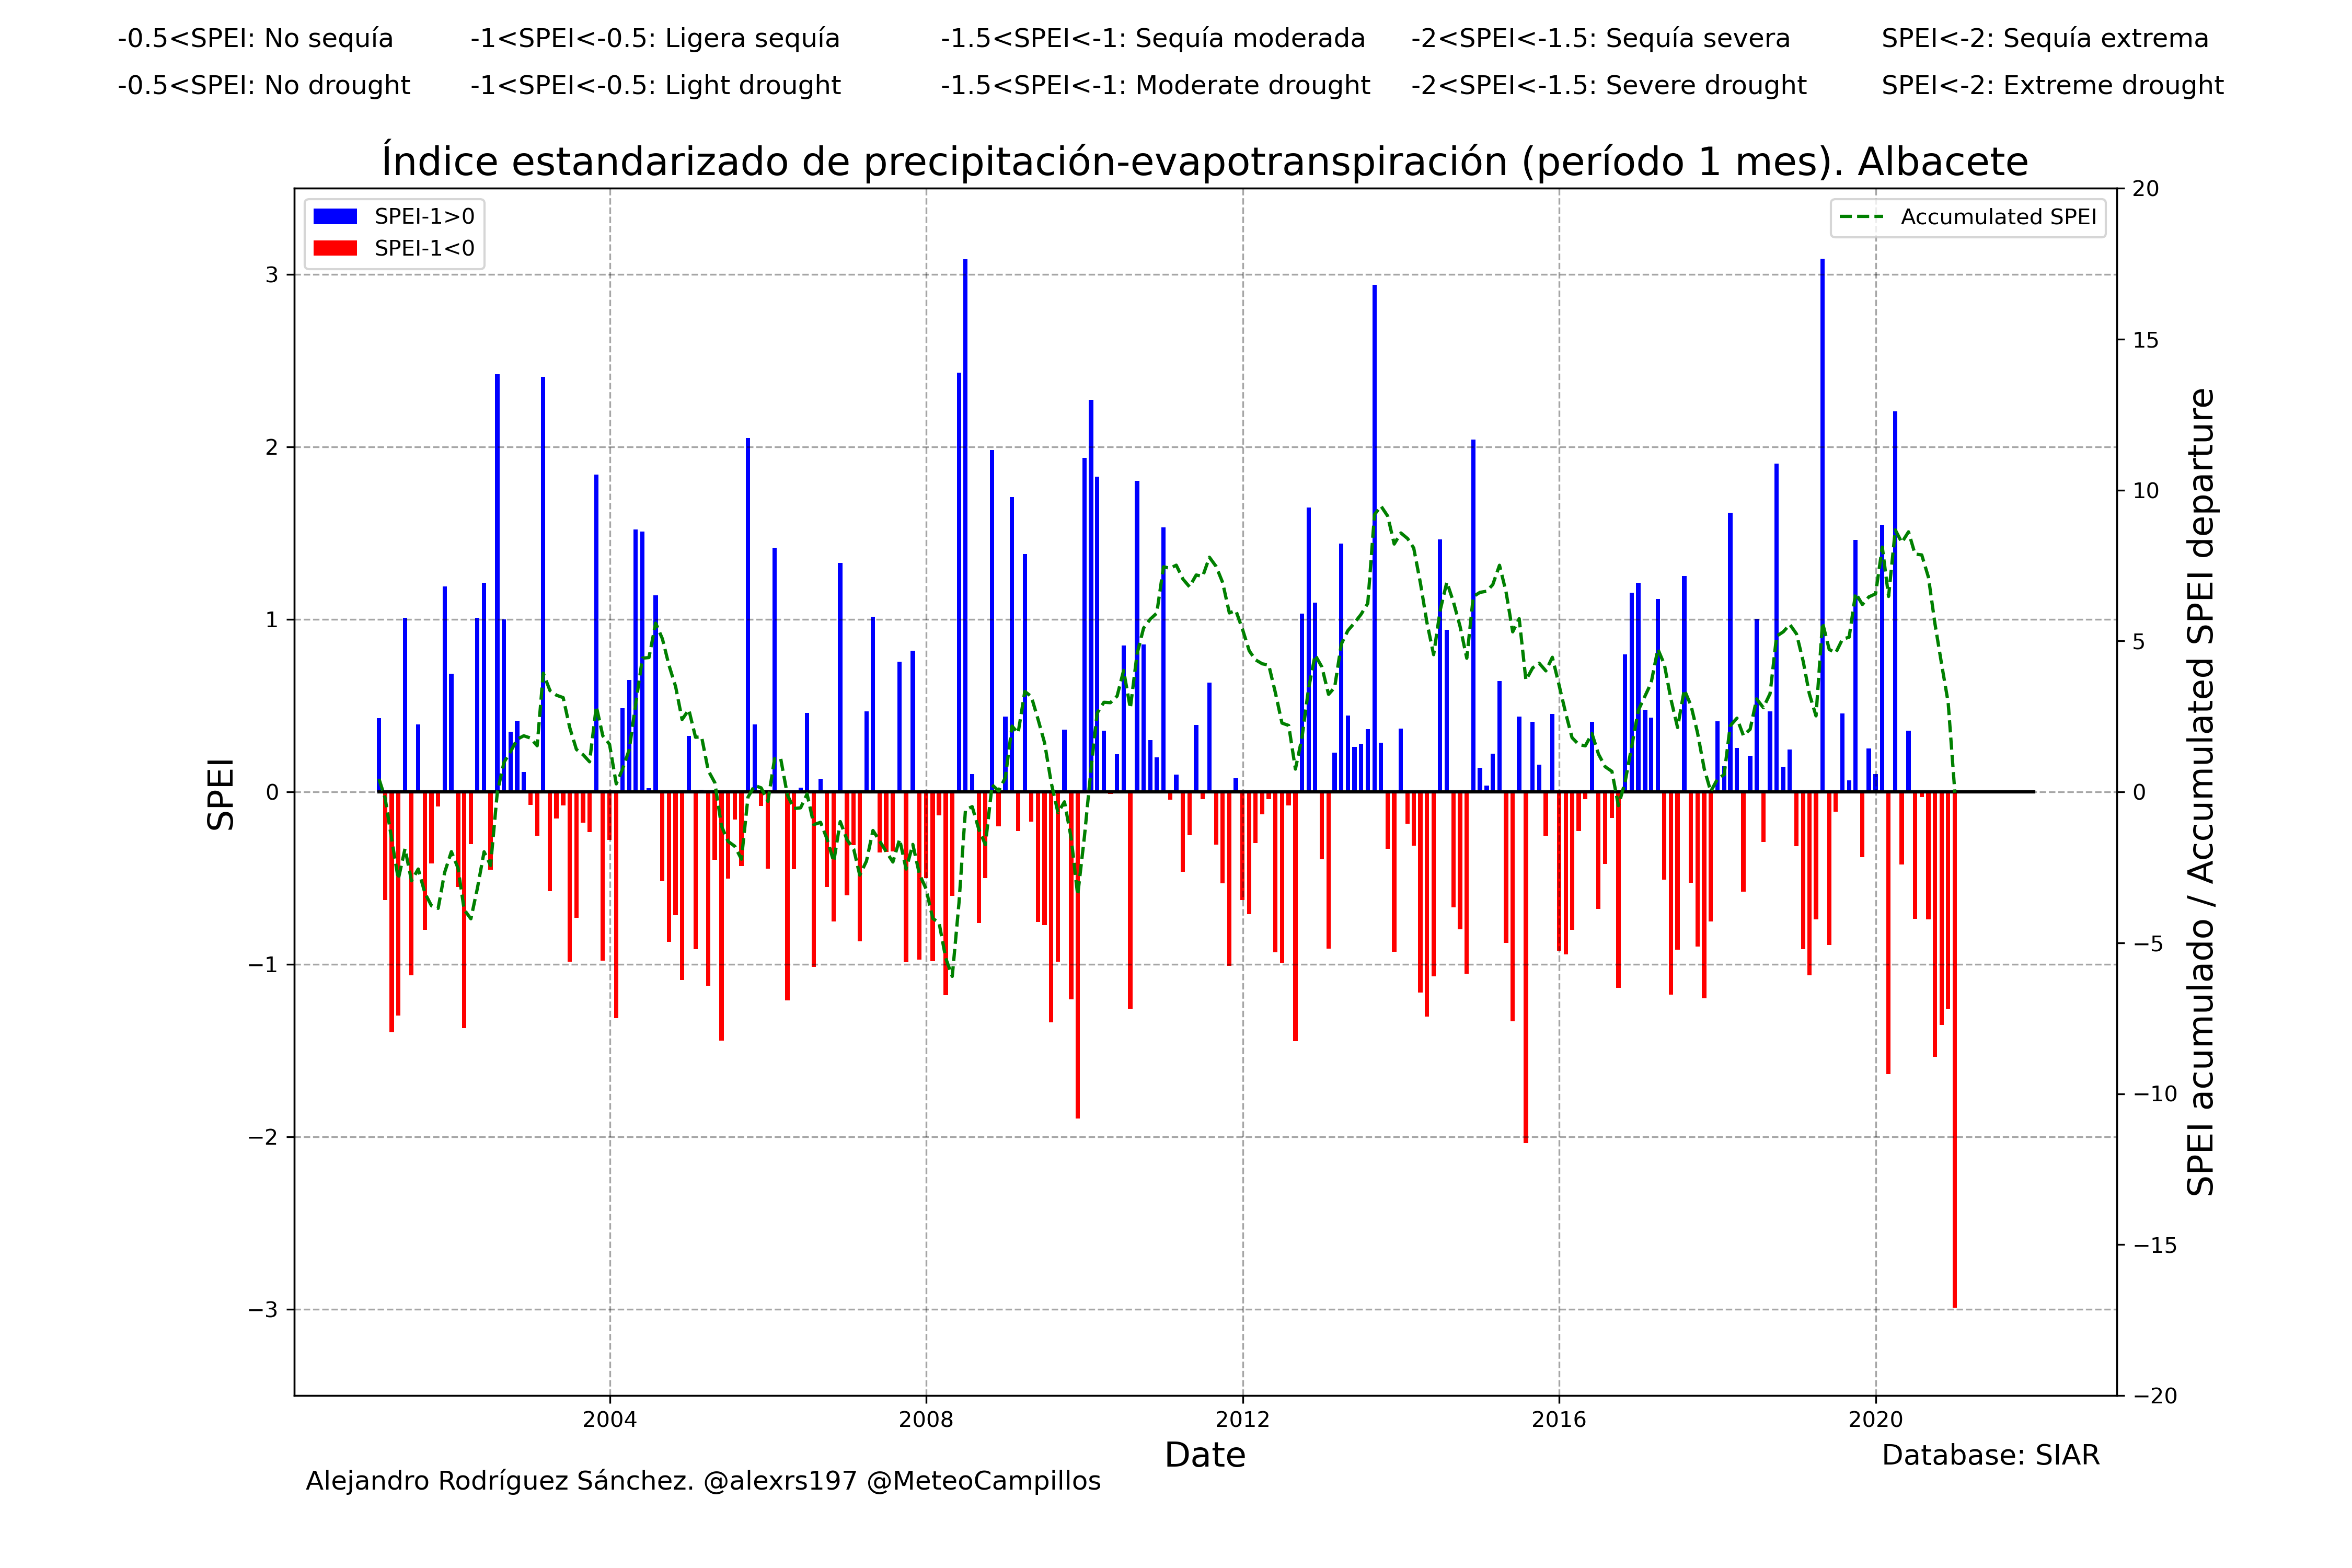 -0.5<SPEI: No sequía
-1<SPEI<-0.5: Ligera sequía
-1.5<SPEI<-1: Sequía moderada
-2<SPEI<-1.5: Sequía severa
SPEI<-2: Sequía extrema
-0.5<SPEI: No drought
-1<SPEI<-0.5: Light drought
-1.5<SPEI<-1: Moderate drought
-2<SPEI<-1.5: Severe drought
SPEI<-2: Extreme drought
Índice estandarizado de precipitación-evapotranspiración (período 1 mes). Albacete
SPEI-1>0
SPEI-1<0
Accumulated SPEI
SPEI
3
2
1
0
−1
−2
−3
20
15
10
5
0
−5
−10
−15
−20
SPEI acumulado / Accumulated SPEI departure
2004
2008
2012
2016
2020
Date
Database: SIAR
Alejandro Rodríguez Sánchez. @alexrs197 @MeteoCampillos